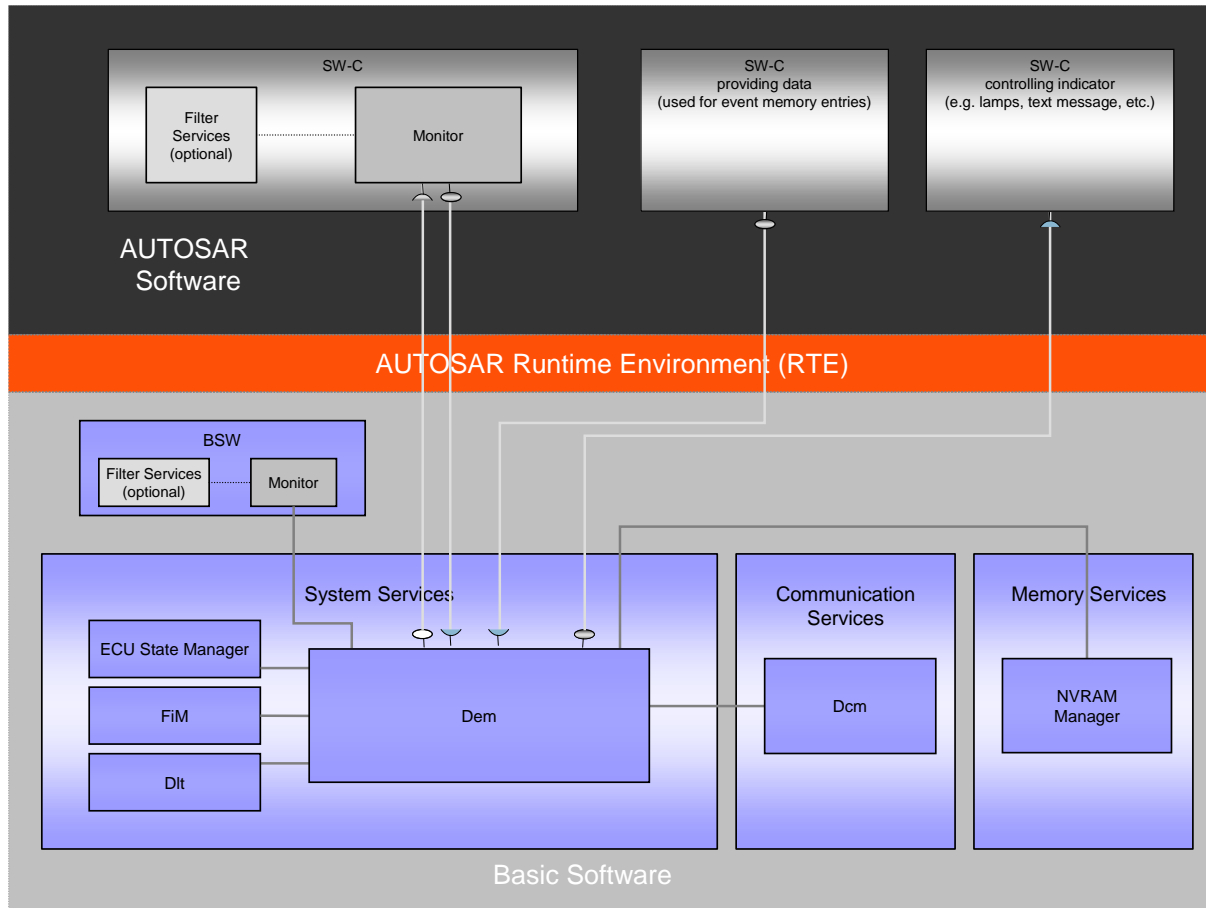 SW-C
Filter
Services
(optional)
Monitor
SW-C
providing data
(used for event memory entries)
SW-C
controlling indicator
(e.g. lamps, text message, etc.)
AUTOSAR
Software
AUTOSAR Runtime Environment (RTE)
BSW
Filter Services
(optional)
Monitor
System Services
ECU State Manager
FiM
Dlt
Dem
Communication
Services
Dcm
Memory Services
NVRAM
Manager
Basic Software